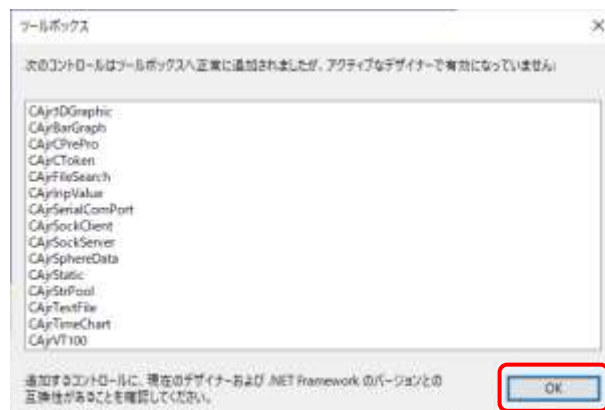 ツールボックス
次のコントロールはツールボックスへ正常に追加されましたが、アクティブなデザイナーで有効になっていません:
CAjr3DGraphic
CAjrBarGraph
CAjrCPrePro
CAjrCToken
CAjrFileSearch
CAjrInpValue
CAjrSerialComPort
CAjrSockClient
CAjrSockServer
CAjrSphereData
CAjrStatic
CAjrStrPool
CAjrTextFile
CAjrTimeChart
CAjrVT100
追加するコントロールに、現在のデザイナーおよび .NET Framework のバージョンとの
互換性があることを確認してください。
OK